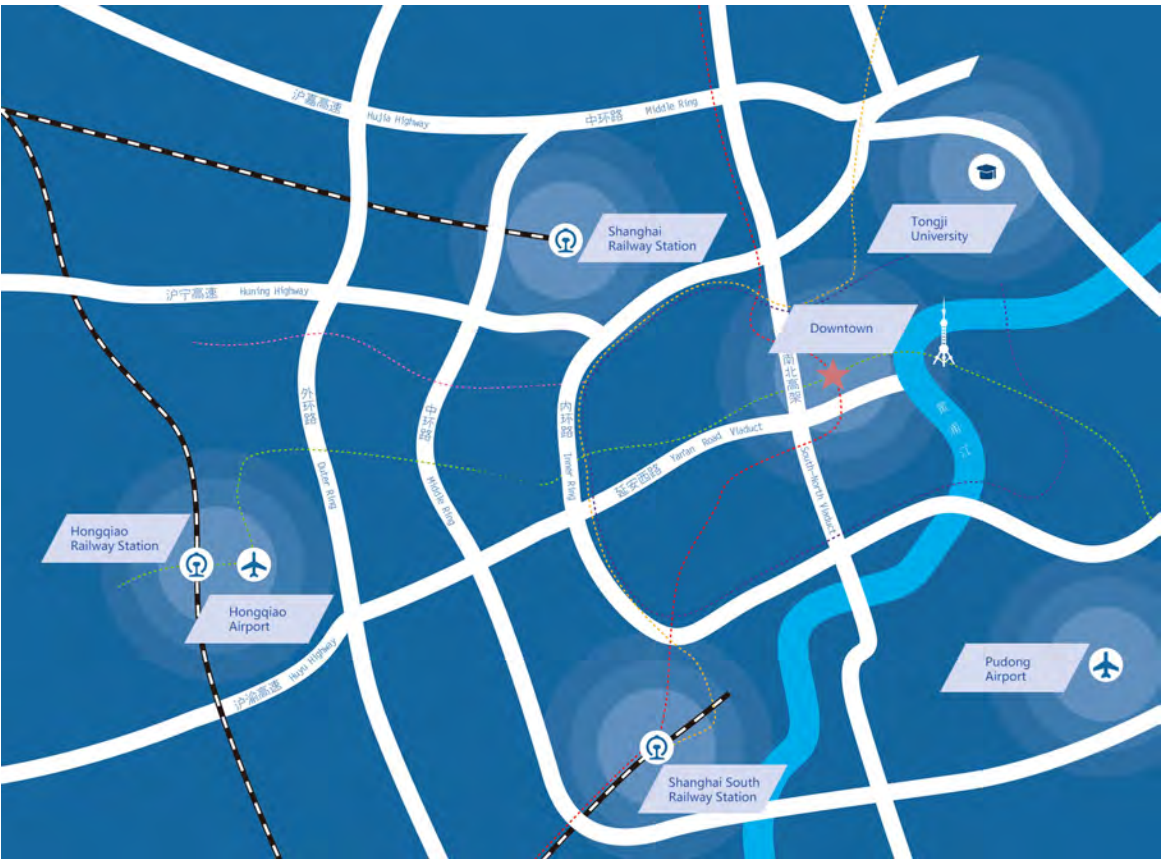 沪嘉高速 Hujia Highway
中环路 Middle Ring
Shanghai
Railway Station
Tongji
University
沪宁高速 Huning Highway
Downtown
南北高架 South-North Viaduct
外环路 Outer Ring
中环路 Middle Ring
内环路 Inner Ring
延安西路 Yan'an Road Viaduct
黄浦江
Hongqiao
Railway Station
Hongqiao
Airport
沪渝高速 Huyu Highway
Pudong
Airport
Shanghai South
Railway Station